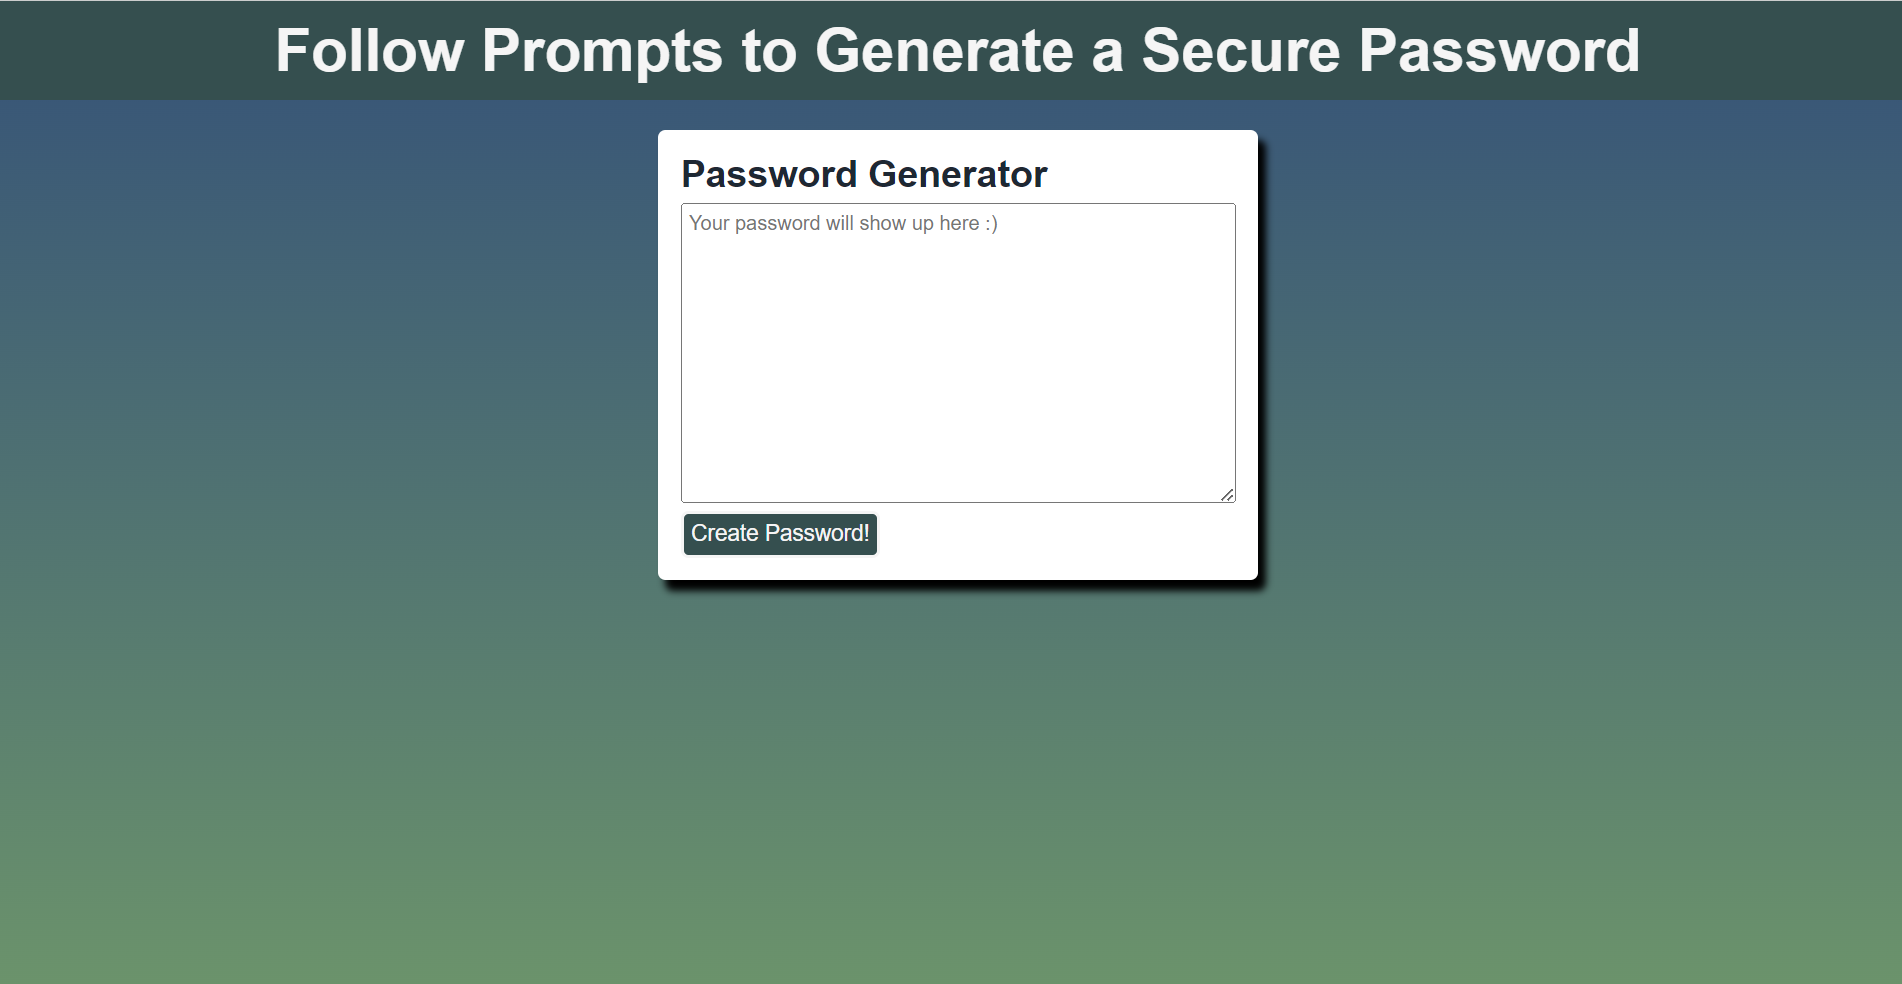 Follow Prompts to Generate a Secure Password
Password Generator
Your password will show up here :)
Create Password!